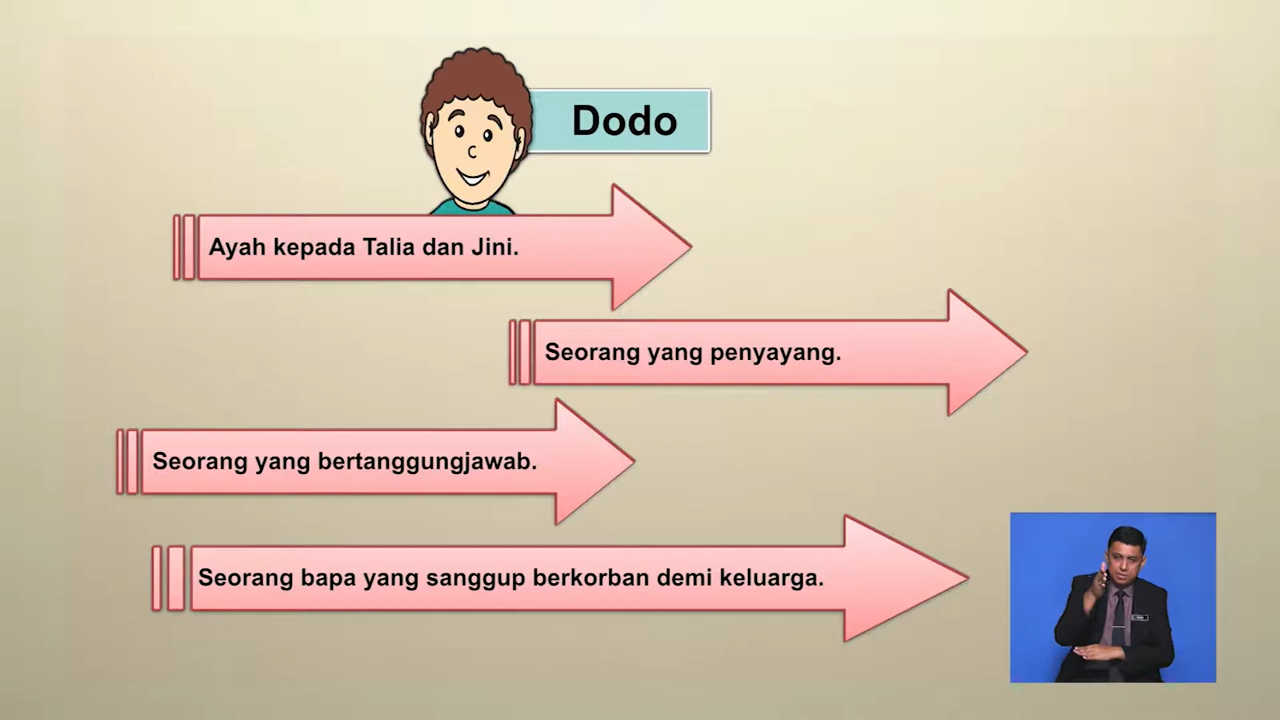 Dodo
Ayah kepada Talia dan Jini.
Seorang yang penyayang.
Seorang yang bertanggungjawab.
Seorang bapa yang sanggup berkorban demi keluarga.